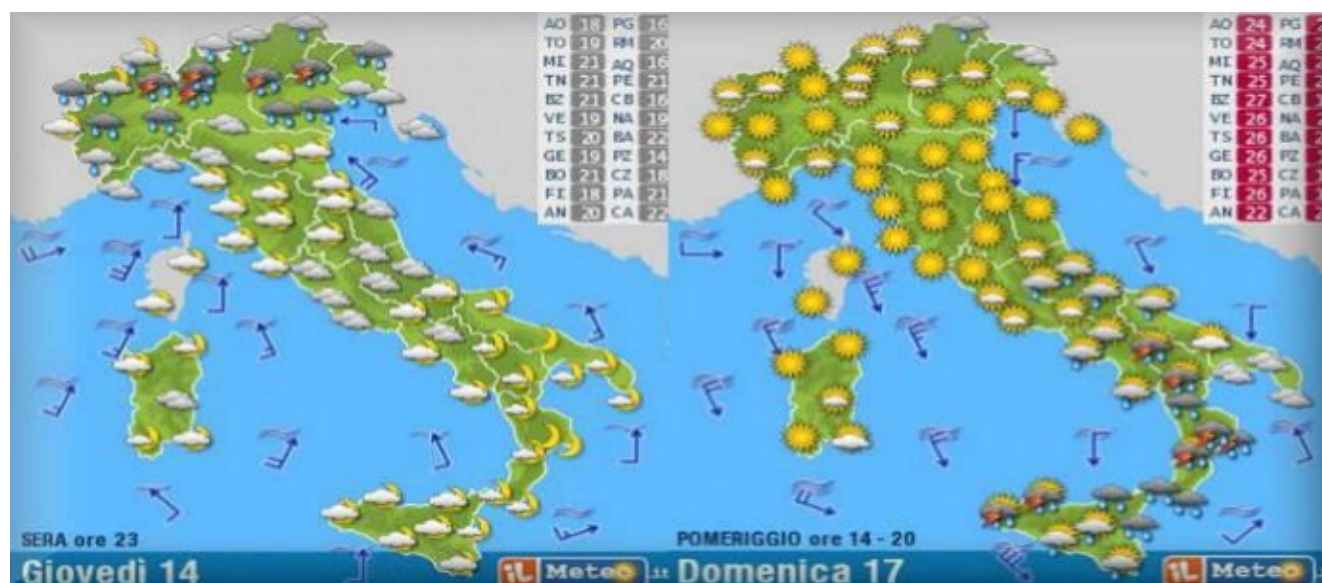 AO 18 PG 16
TO 19 RM 20
MI 21 AQ 16
TN 21 PE 21
BZ 21 CB 16
VE 19 NA 19
TS 20 BA 22
GE 19 PZ 14
BO 21 CZ 18
FI 18 PA 21
AN 20 CA 22
SERA ore 23
Giovedì 14
iL Meteo.it
AO 24 PG
TO 24 RM
MI 25 AQ
TN 25 PE
BZ 27 CB
VE 26 NA
TS 26 BA
GE 26 PZ
BO 25 CZ
FI 26 PA
AN 22 CA
POMERIGGIO ore 14 - 20
Domenica 17
iL Meteo